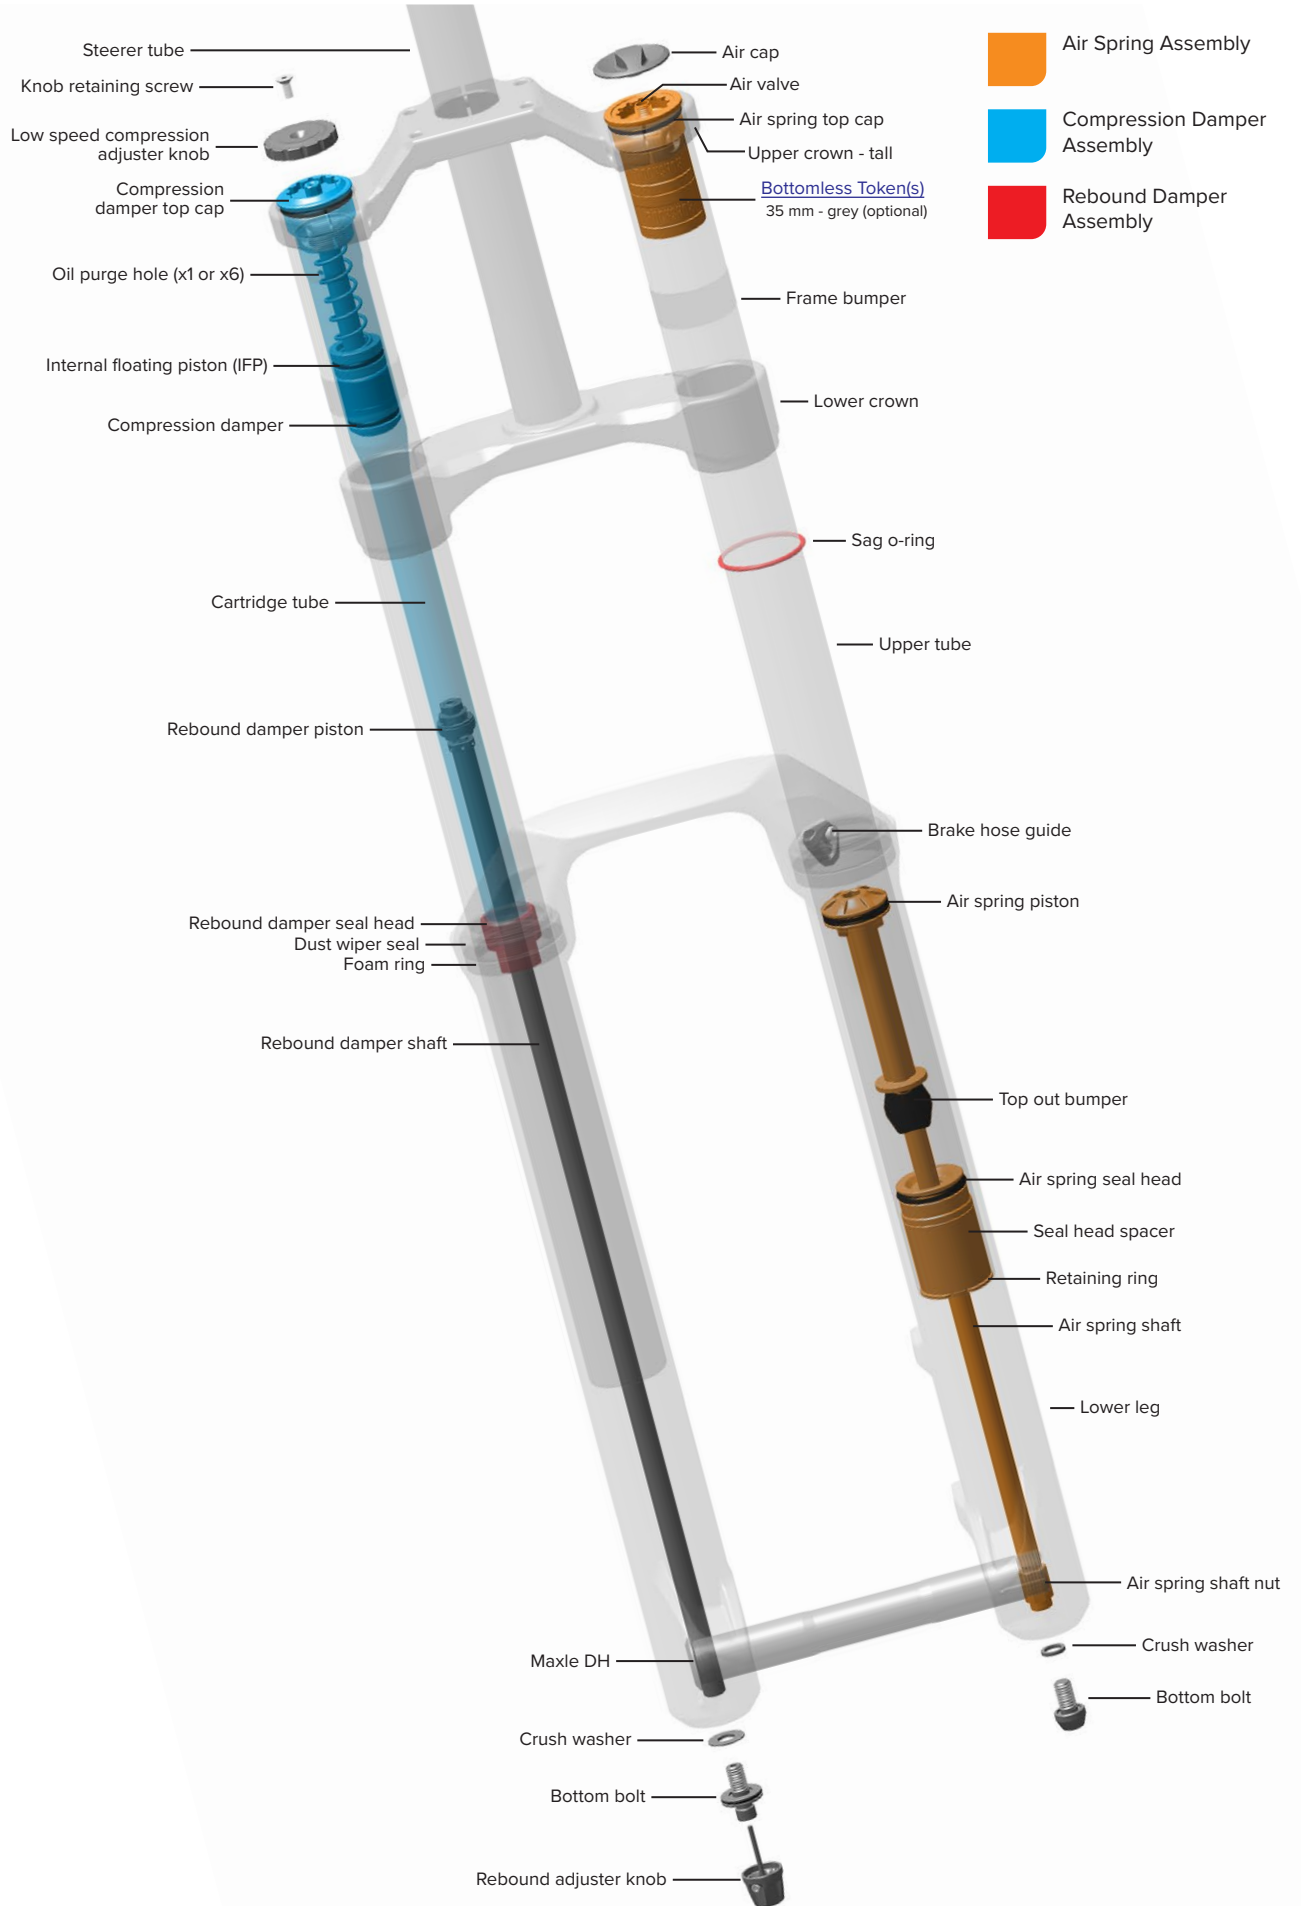 Steerer tube
Knob retaining screw
Low speed compression
adjuster knob
Compression
damper top cap
Oil purge hole (x1 or x6)
Internal floating piston (IFP)
Compression damper
Cartridge tube
Rebound damper piston
Rebound damper seal head
Dust wiper seal
Foam ring
Rebound damper shaft
Maxle DH
Crush washer
Bottom bolt
Rebound adjuster knob
Air cap
Air valve
Air spring top cap
Upper crown - tall
Bottomless Token(s)
35 mm - grey (optional)
Frame bumper
Lower crown
Sag o-ring
Upper tube
Brake hose guide
Air spring piston
Top out bumper
Air spring seal head
Seal head spacer
Retaining ring
Air spring shaft
Lower leg
Air spring shaft nut
Crush washer
Bottom bolt
Air Spring Assembly
Compression Damper
Assembly
Rebound Damper
Assembly